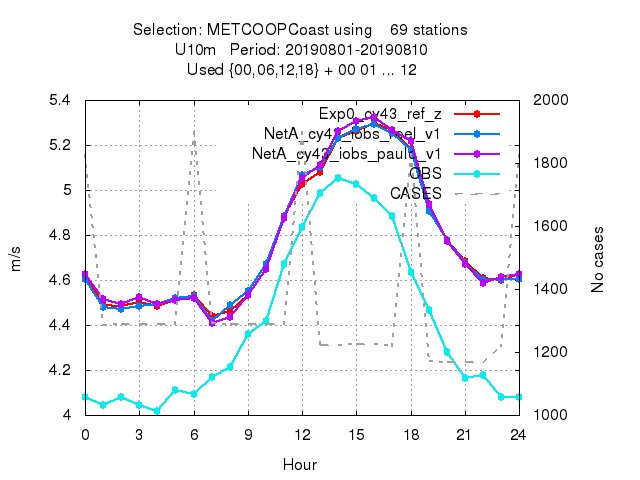 Selection: METCOOPCoast using 69 stations
U10m Period: 20190801-20190810
Used {00,06,12,18} + 00 01 ... 12
5.4
5.2
5
4.8
4.6
4.4
4.2
4
2000
1800
1600
1400
1200
1000
Exp0_cy43_ref_z
NetA_cy43_iobs_roel_v1
NetA_cy43_iobs_paulo_v1
OBS
CASES
m/s
No cases
0
3
6
9
12
15
18
21
24
Hour